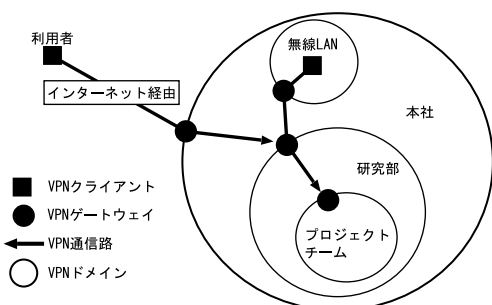 利用者
インターネット経由
無線LAN
本社
研究部
プロジェクト
チーム
VPNクライアント
VPNゲートウェイ
VPN通信路
VPNドメイン